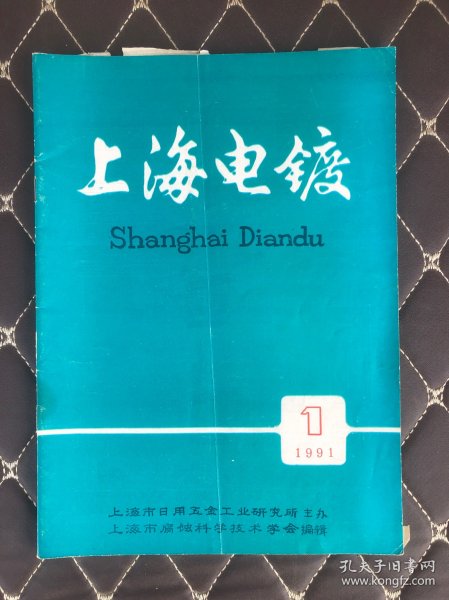 上海电镀
Shanghai Diandu
1
1991
上海市日用五金工业研究所 主办
上海市腐蚀科学技术学会 编辑
孔夫子旧书网
www.kongfz.com